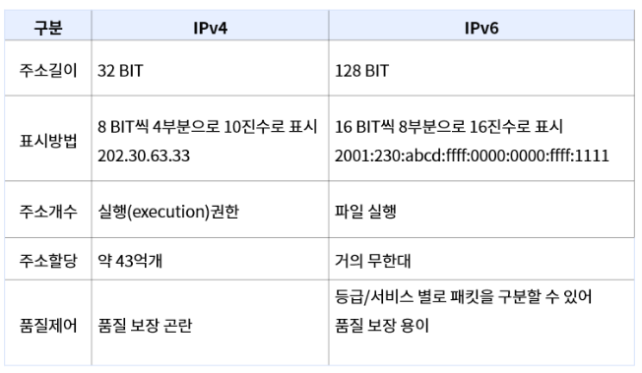 구분 IPv4 IPv6
주소길이 32 BIT 128 BIT
표시방법 8 BIT씩 4부분으로 10진수로 표시 16 BIT씩 8부분으로 16진수로 표시
202.30.63.33 2001:230:abcd:ffff:0000:0000:ffff:1111
주소개수 실행(execution)권한 파일 실행
주소할당 약 43억개 거의 무한대
품질제어 품질 보장 곤란 등급/서비스 별로 패킷을 구분할 수 있어
품질 보장 용이